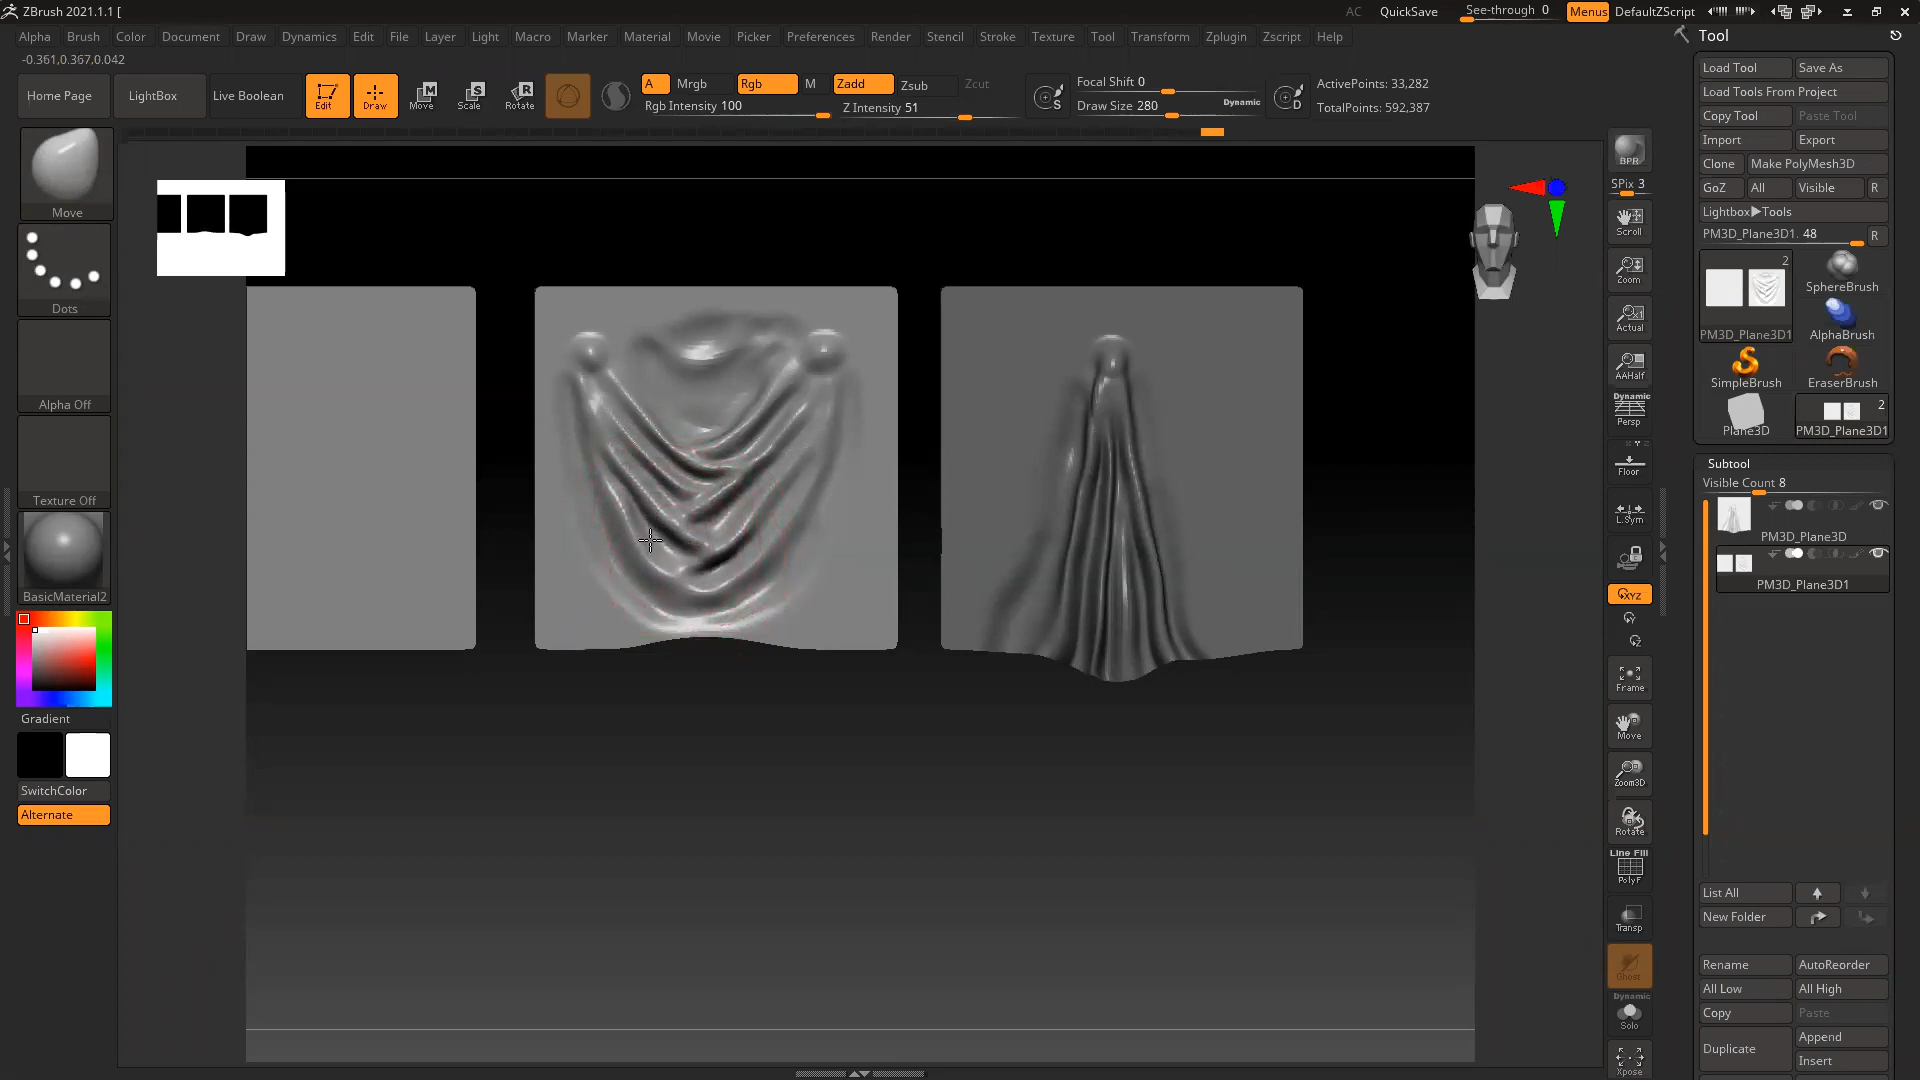 ZBrush 2021.1.1 [
AC QuickSave See-through 0 Menus DefaultZScript
Alpha Brush Color Document Draw Dynamics Edit File Layer Light Macro Marker Material Movie Picker Preferences Render Stencil Stroke Texture Tool Transform Zplugin Zscript Help
-0.361,0.367,0.042
Home Page LightBox Live Boolean Edit Draw Move Scale Rotate
A Mrgb Rgb M Zadd Zsub Zcut
Rgb Intensity 100 Z Intensity 51
S Focal Shift 0
Draw Size 280 Dynamic D
ActivePoints: 33,282
TotalPoints: 592,387
Move
Dots
Alpha Off
Texture Off
BasicMaterial2
Gradient
SwitchColor
Alternate
BPR
SPix 3
Scroll
Zoom
Actual
AAHalf
Dynamic
Persp
Floor
L.Sym
XYZ
Y
Z
Frame
Move
Zoom3D
Rotate
Line Fill
PolyF
Transp
Ghost
Dynamic
Solo
Xpose
Tool
Load Tool Save As
Load Tools From Project
Copy Tool Paste Tool
Import Export
Clone Make PolyMesh3D
GoZ All Visible R
Lightbox▶Tools
PM3D_Plane3D1. 48 R
2
SphereBrush
PM3D_Plane3D1 AlphaBrush
SimpleBrush EraserBrush
2
Plane3D PM3D_Plane3D1
Subtool
Visible Count 8
PM3D_Plane3D
PM3D_Plane3D1
List All
New Folder
Rename AutoReorder
All Low All High
Copy Paste
Duplicate Append
Insert